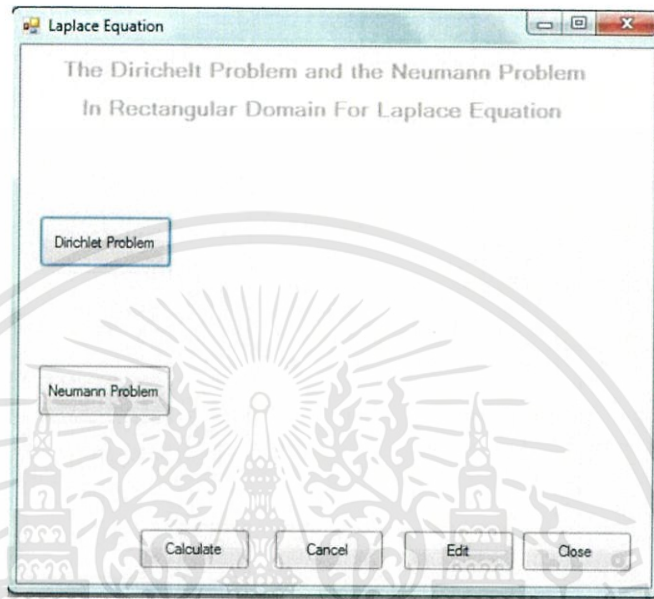 Laplace Equation
The Dirichelt Problem and the Neumann Problem
In Rectangular Domain For Laplace Equation
Dirichlet Problem
Neumann Problem
Calculate Cancel Edit Close